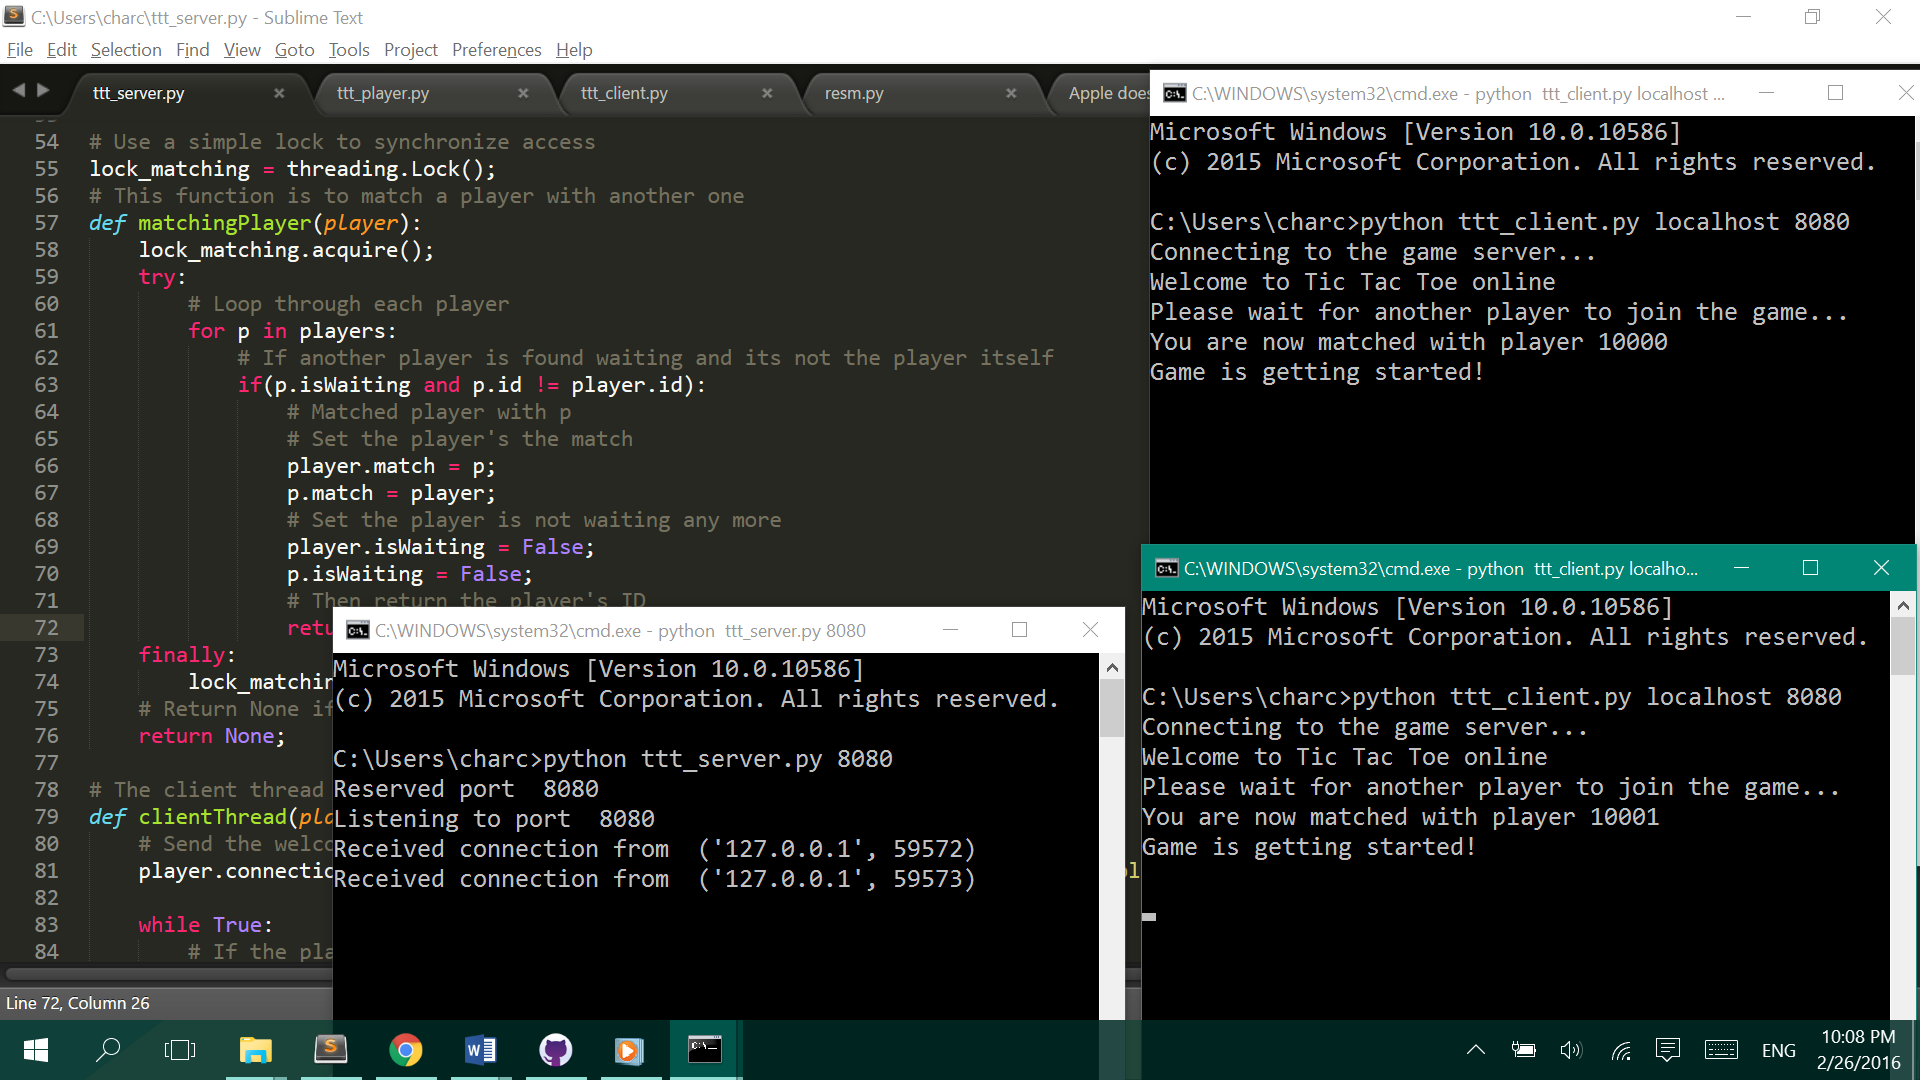 C:\Users\charc\ttt_server.py - Sublime Text
File Edit Selection Find View Goto Tools Project Preferences Help
ttt_server.py ttt_player.py ttt_client.py resm.py Apple does
54 # Use a simple lock to synchronize access
55 lock_matching = threading.Lock();
56 # This function is to match a player with another one
57 def matchingPlayer(player):
58 lock_matching.acquire();
59 try:
60 # Loop through each player
61 for p in players:
62 # If another player is found waiting and its not the player itself
63 if(p.isWaiting and p.id != player.id):
64 # Matched player with p
65 # Set the player's the match
66 player.match = p;
67 p.match = player;
68 # Set the player is not waiting any more
69 player.isWaiting = False;
70 p.isWaiting = False;
71 # Then return the player's ID
72 retu
73 finally:
74 lock_matchin
75 # Return None if
76 return None;
77
78 # The client thread
79 def clientThread(pla
80 # Send the welco
81 player.connectio
82
83 while True:
84 # If the pla
Line 72, Column 26
C:\WINDOWS\system32\cmd.exe - python ttt_server.py 8080
Microsoft Windows [Version 10.0.10586]
(c) 2015 Microsoft Corporation. All rights reserved.
C:\Users\charc>python ttt_server.py 8080
Reserved port 8080
Listening to port 8080
Received connection from ('127.0.0.1', 59572)
Received connection from ('127.0.0.1', 59573)
C:\WINDOWS\system32\cmd.exe - python ttt_client.py localhost ...
Microsoft Windows [Version 10.0.10586]
(c) 2015 Microsoft Corporation. All rights reserved.
C:\Users\charc>python ttt_client.py localhost 8080
Connecting to the game server...
Welcome to Tic Tac Toe online
Please wait for another player to join the game...
You are now matched with player 10000
Game is getting started!
C:\WINDOWS\system32\cmd.exe - python ttt_client.py localho...
Microsoft Windows [Version 10.0.10586]
(c) 2015 Microsoft Corporation. All rights reserved.
C:\Users\charc>python ttt_client.py localhost 8080
Connecting to the game server...
Welcome to Tic Tac Toe online
Please wait for another player to join the game...
You are now matched with player 10001
Game is getting started!
ENG
10:08 PM
2/26/2016